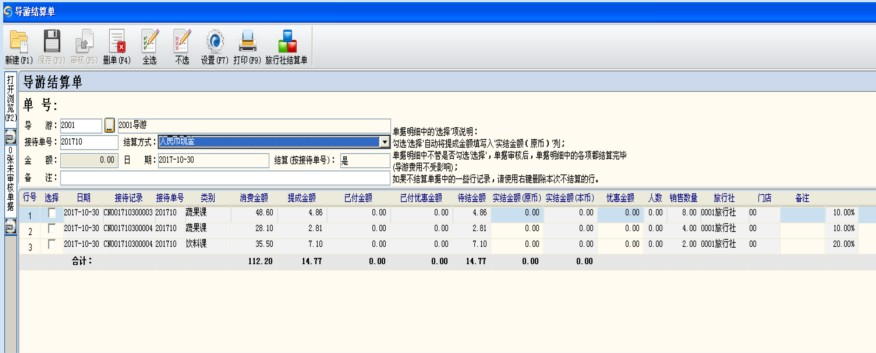 导游结算单
新建(F1) 保存(F3) 审核(F5) 删单(F4) 全选 不选 设置(F7) 打印(F9) 旅行社结算单
打开浏览(F2)
0张未审核单据
导游结算单
单 号:
导 游: 2001 2001导游
接待单号: 201710 结算方式: 人民币现金
金 额: 0.00 日 期: 2017-10-30 结算(按接待单号): 是
备 注:
单据明细中的'选择'项说明:
勾选'选择'自动将提成金额填写入'实结金额(原币)'列;
单据明细中不管是否勾选'选择',单据审核后,单据明细中的各项都结算完毕
(导游费用不受影响);
如果不结算单据中的一些行记录,请使用右键删除本次不结算的行。
行号 选择 日期 接待记录 接待单号 类别 消费金额 提成金额 已付金额 已付优惠金额 待结金额 实结金额(原币) 实结金额(本币) 优惠金额 人数 销售数量 旅行社 门店 备注
1 2017-10-30 CN001710300003 201710 蔬果课 48.60 4.86 0.00 0.00 4.86 0.00 0.00 0.00 0.00 8.00 0001旅行社 00 10.00%
2 2017-10-30 CN001710300004 201710 蔬果课 28.10 2.81 0.00 0.00 2.81 0.00 0.00 0.00 0.00 4.00 0001旅行社 00 10.00%
3 2017-10-30 CN001710300004 201710 饮料课 35.50 7.10 0.00 0.00 7.10 0.00 0.00 0.00 0.00 2.00 0001旅行社 00 20.00%
合计: 112.20 14.77 0.00 0.00 14.77 0.00 0.00